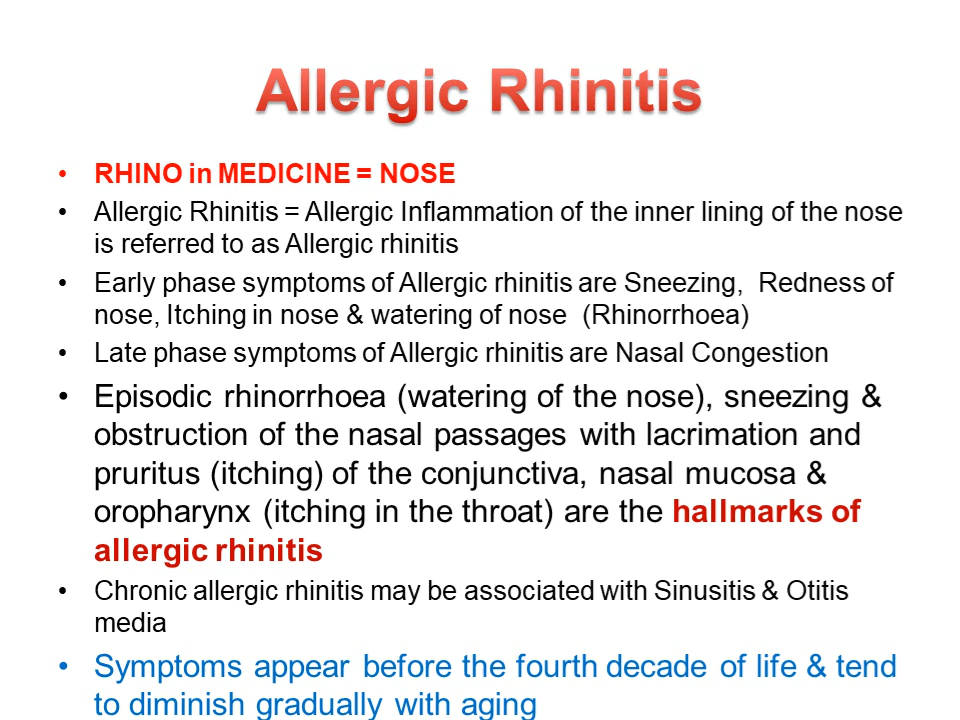 Allergic Rhinitis
• RHINO in MEDICINE = NOSE
• Allergic Rhinitis = Allergic Inflammation of the inner lining of the nose
is referred to as Allergic rhinitis
• Early phase symptoms of Allergic rhinitis are Sneezing,  Redness of
nose, Itching in nose & watering of nose  (Rhinorrhoea)
• Late phase symptoms of Allergic rhinitis are Nasal Congestion
• Episodic rhinorrhoea (watering of the nose), sneezing &
obstruction of the nasal passages with lacrimation and
pruritus (itching) of the conjunctiva, nasal mucosa &
oropharynx (itching in the throat) are the hallmarks of
allergic rhinitis
• Chronic allergic rhinitis may be associated with Sinusitis & Otitis
media
• Symptoms appear before the fourth decade of life & tend
to diminish gradually with aging